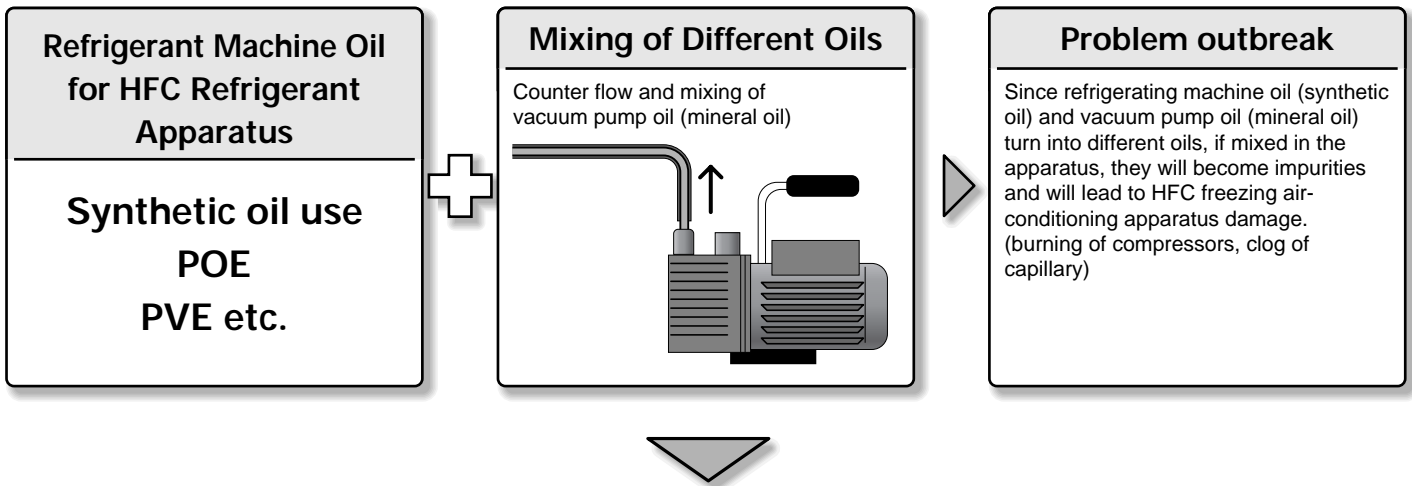 Refrigerant Machine Oil
for HFC Refrigerant
Apparatus
Synthetic oil use
POE
PVE etc.
Mixing of Different Oils
Counter flow and mixing of
vacuum pump oil (mineral oil)
Problem outbreak
Since refrigerating machine oil (synthetic
oil) and vacuum pump oil (mineral oil)
turn into different oils, if mixed in the
apparatus, they will become impurities
and will lead to HFC freezing air-
conditioning apparatus damage.
(burning of compressors, clog of
capillary)